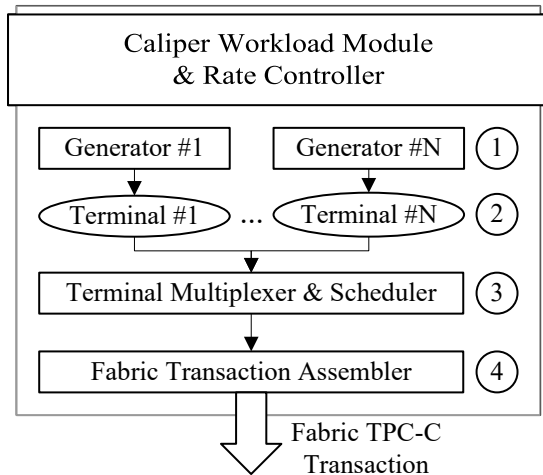 Caliper Workload Module
& Rate Controller
Generator #1 Generator #N 1
Terminal #1 ... Terminal #N 2
Terminal Multiplexer & Scheduler 3
Fabric Transaction Assembler 4
Fabric TPC-C
Transaction